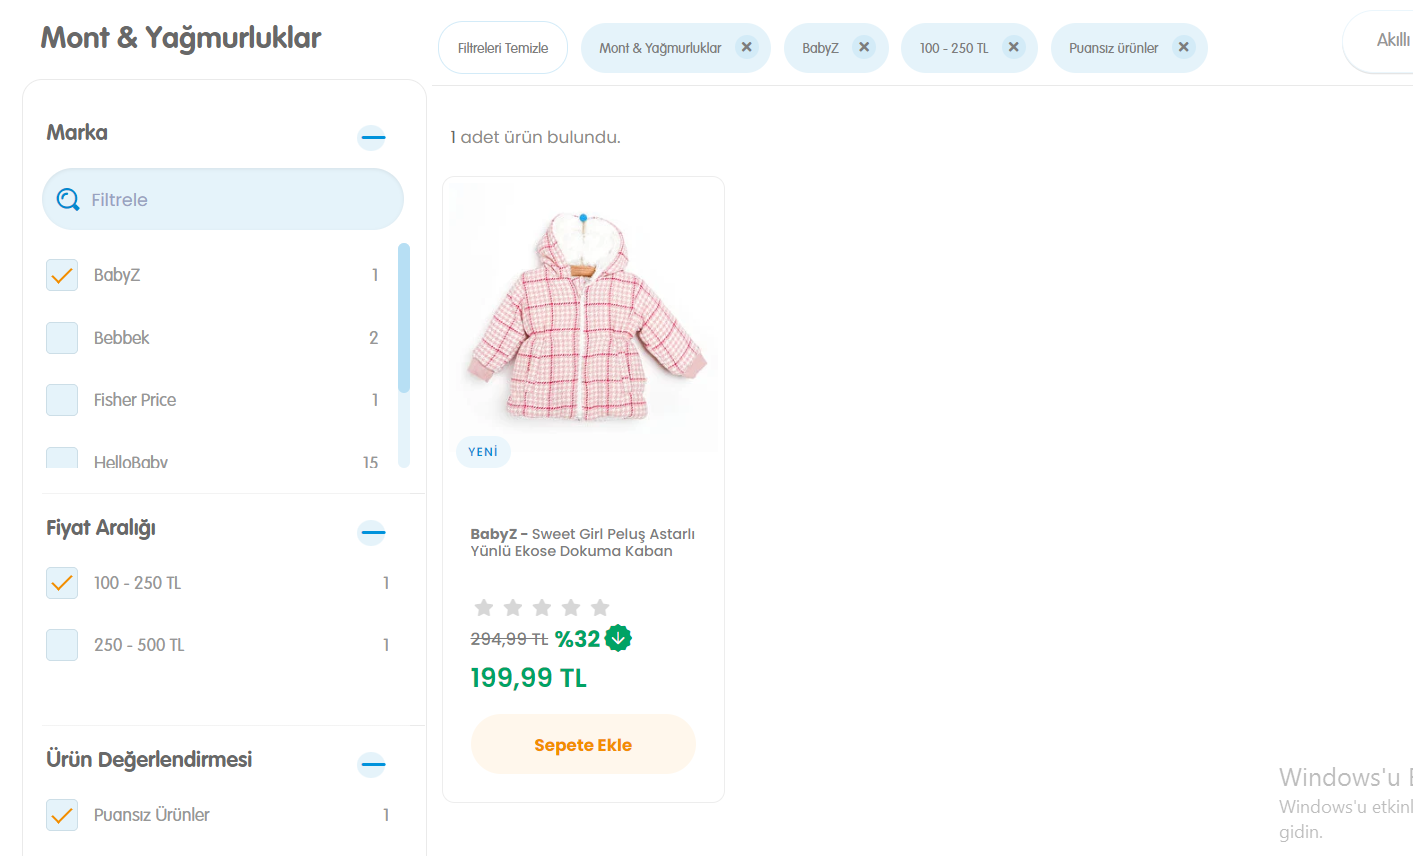 Mont & Yağmurluklar
Filtreleri Temizle
Mont & Yağmurluklar
BabyZ
100 - 250 TL
Puansız ürünler
Akıllı
Marka
Filtrele
BabyZ 1
Bebbek 2
Fisher Price 1
HelloBaby 15
Fiyat Aralığı
100 - 250 TL 1
250 - 500 TL 1
Ürün Değerlendirmesi
Puansız Ürünler 1
1 adet ürün bulundu.
YENİ
BabyZ - Sweet Girl Peluş Astarlı
Yünlü Ekose Dokuma Kaban
294,99 TL %32
199,99 TL
Sepete Ekle
Windows'u E
Windows'u etkinl
gidin.